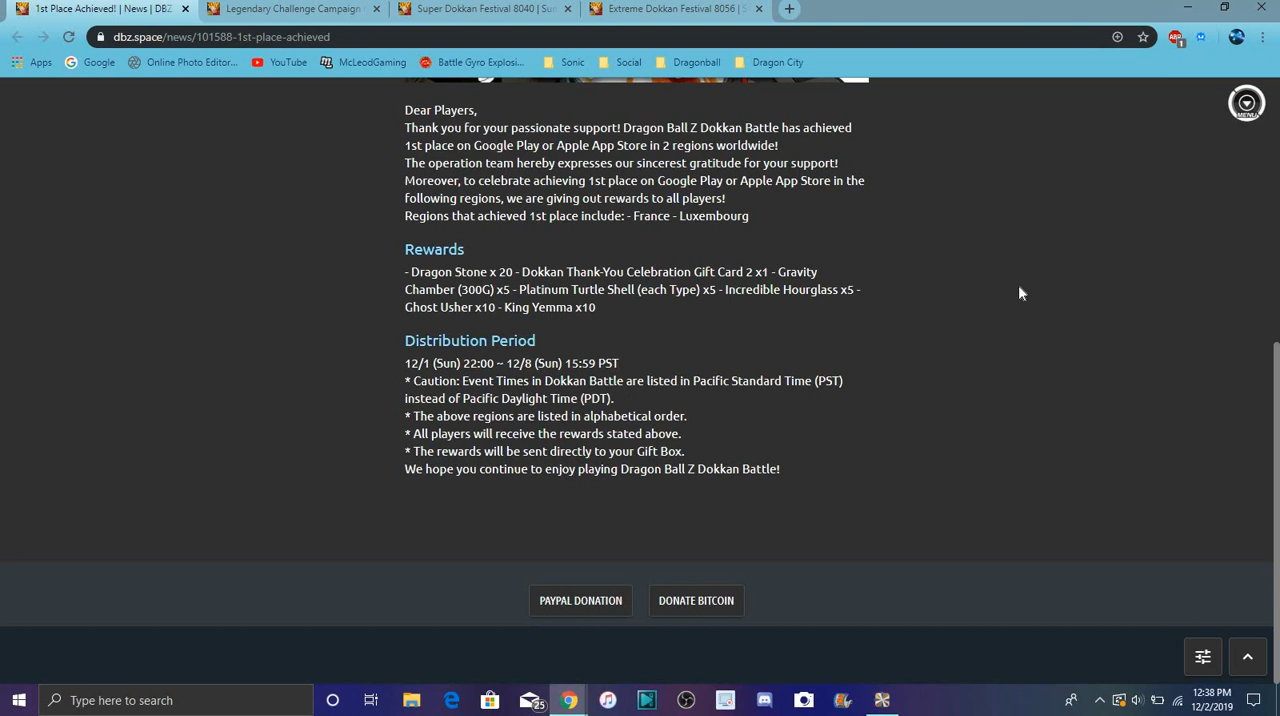 1st Place Achieved! | News | DBZ
Legendary Challenge Campaign
Super Dokkan Festival 8040 | Sum
Extreme Dokkan Festival 8056 | S
dbz.space/news/101588-1st-place-achieved
Apps
Google
Online Photo Editor...
YouTube
McLeodGaming
Battle Gyro Explosi...
Sonic
Social
Dragonball
Dragon City
MENU
Dear Players,
Thank you for your passionate support! Dragon Ball Z Dokkan Battle has achieved
1st place on Google Play or Apple App Store in 2 regions worldwide!
The operation team hereby expresses our sincerest gratitude for your support!
Moreover, to celebrate achieving 1st place on Google Play or Apple App Store in the
following regions, we are giving out rewards to all players!
Regions that achieved 1st place include: - France - Luxembourg
Rewards
- Dragon Stone x 20 - Dokkan Thank-You Celebration Gift Card 2 x1 - Gravity
Chamber (300G) x5 - Platinum Turtle Shell (each Type) x5 - Incredible Hourglass x5 -
Ghost Usher x10 - King Yemma x10
Distribution Period
12/1 (Sun) 22:00 ~ 12/8 (Sun) 15:59 PST
* Caution: Event Times in Dokkan Battle are listed in Pacific Standard Time (PST)
instead of Pacific Daylight Time (PDT).
* The above regions are listed in alphabetical order.
* All players will receive the rewards stated above.
* The rewards will be sent directly to your Gift Box.
We hope you continue to enjoy playing Dragon Ball Z Dokkan Battle!
PAYPAL DONATION
DONATE BITCOIN
Type here to search
25
12:38 PM
12/2/2019